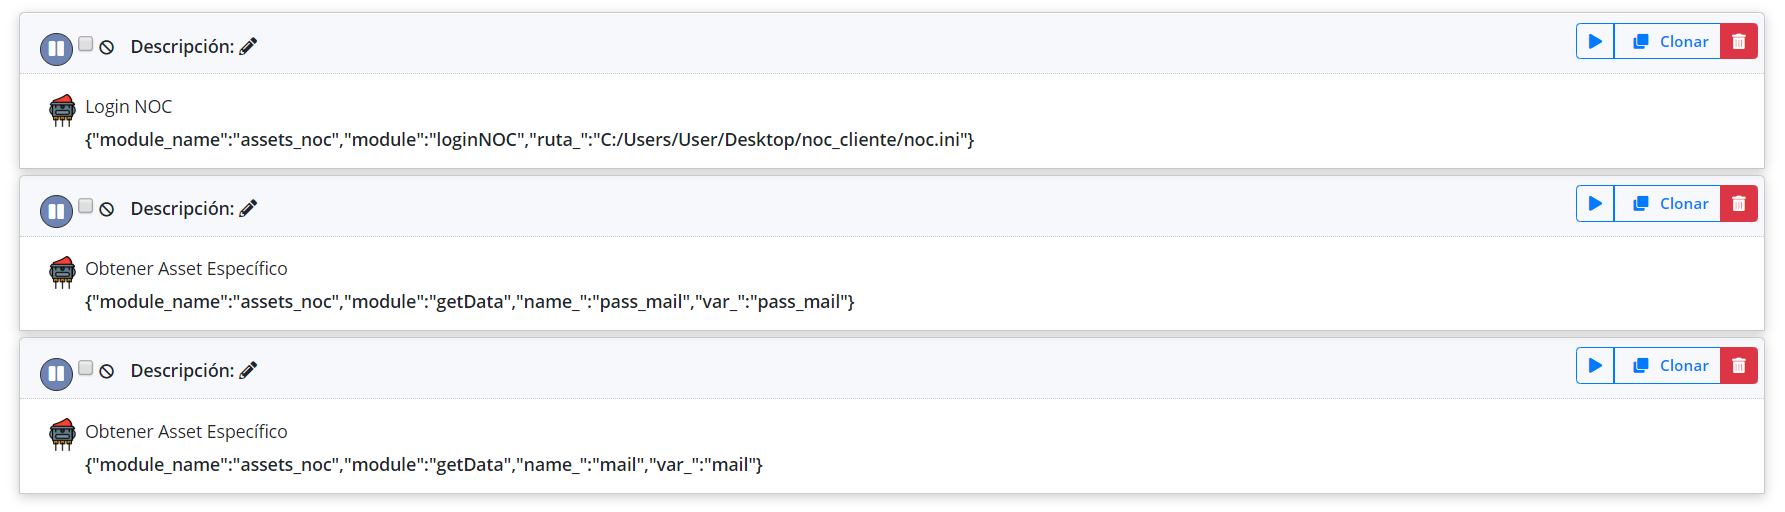 Descripción:
Clonar
Login NOC
{"module_name":"assets_noc","module":"loginNOC","ruta_":"C:/Users/User/Desktop/noc_cliente/noc.ini"}
Descripción:
Clonar
Obtener Asset Específico
{"module_name":"assets_noc","module":"getData","name_":"pass_mail","var_":"pass_mail"}
Descripción:
Clonar
Obtener Asset Específico
{"module_name":"assets_noc","module":"getData","name_":"mail","var_":"mail"}